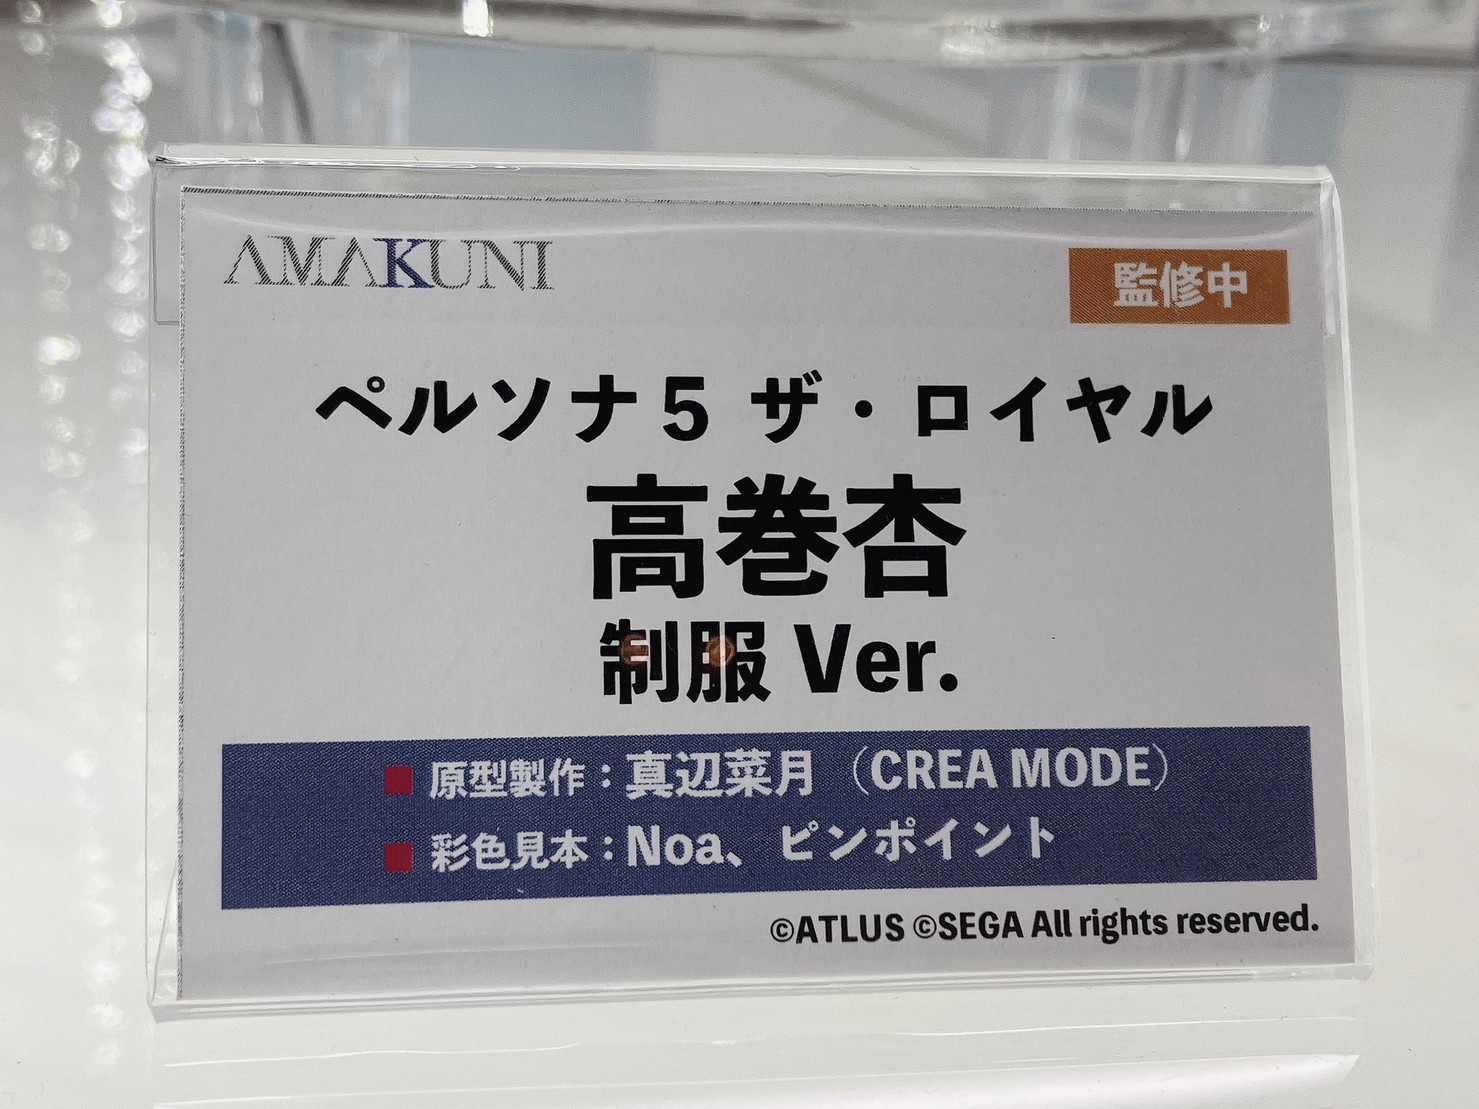 AMAKUNI
監修中
ペルソナ5 ザ・ロイヤル
高巻杏
制服 Ver.
■ 原型製作：真辺菜月（CREA MODE）
■ 彩色見本：Noa、ピンポイント
©ATLUS ©SEGA All rights reserved.